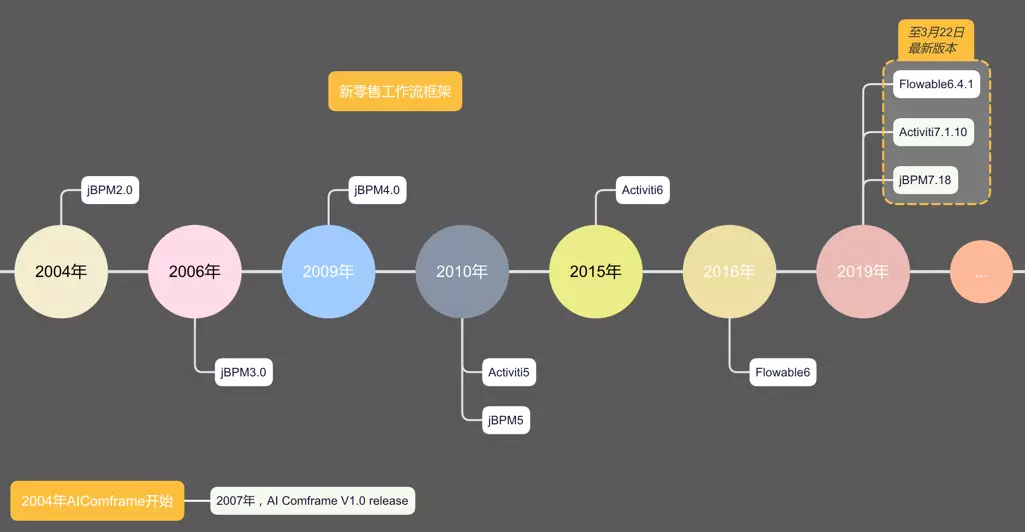 至3月22日
最新版本
新零售工作流框架
Flowable6.4.1
Activiti7.1.10
jBPM7.18
jBPM2.0
jBPM4.0
Activiti6
2004年
2006年
2009年
2010年
2015年
2016年
2019年
...
jBPM3.0
Activiti5
Flowable6
jBPM5
2004年AIComframe开始
2007年，AI Comframe V1.0 release